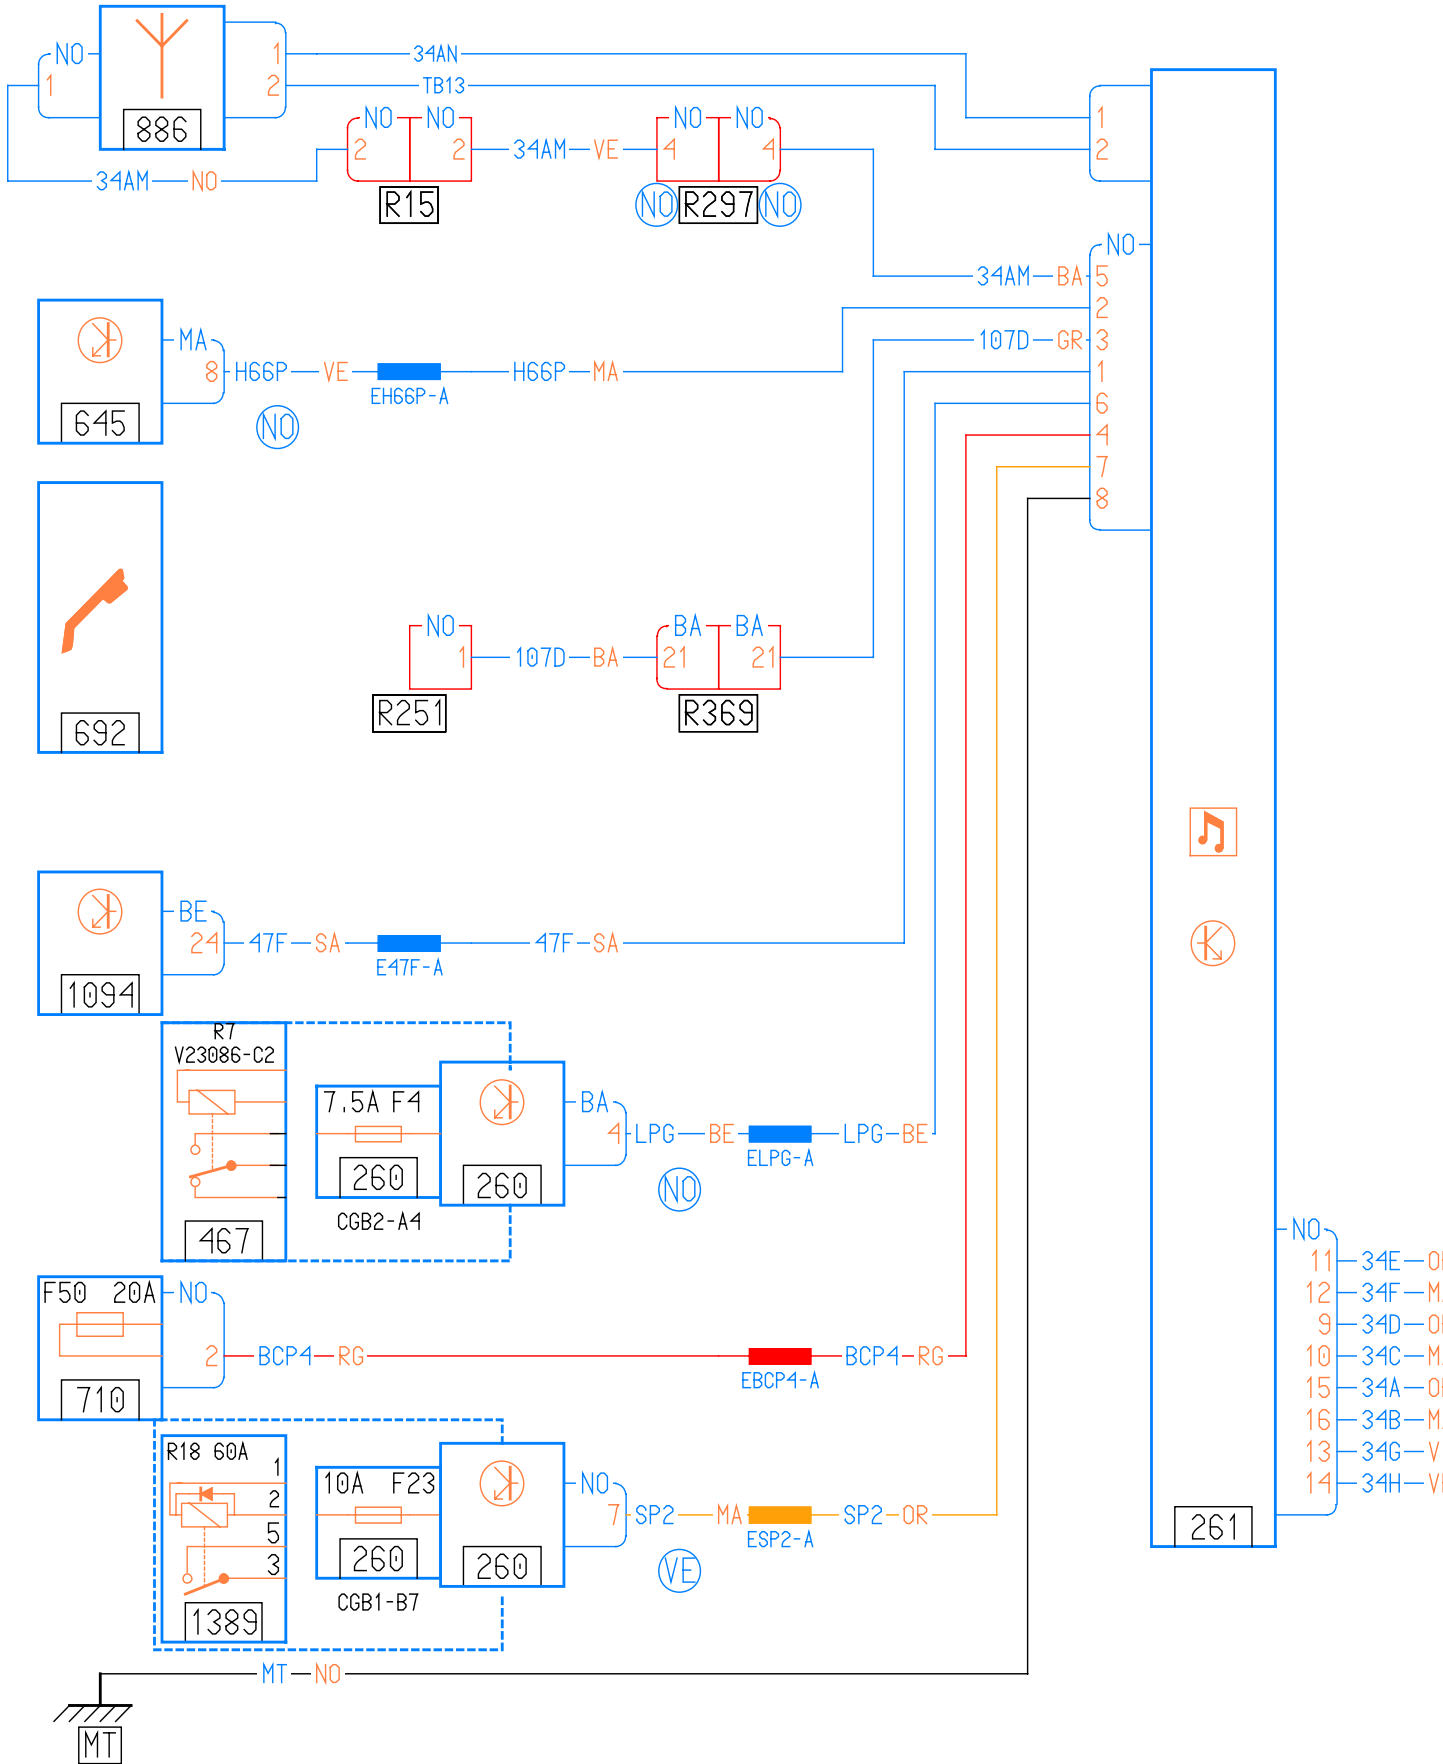 NO 1 34AN
1 2 TB13
886
NO NO NO NO 1
2 2 34AM VE 4 4 2
34AM NO
R15 NO R297 NO
NO
34AM BA 5
2
MA 107D GR 3
8 H66P VE H66P MA 1
EH66P-A 6
645 NO 4
7
8
NO BA BA
1 107D BA 21 21
692 R251 R369
BE
24 47F SA 47F SA
E47F-A
1094
R7
V23086-C2
7.5A F4 BA
4 LPG BE LPG BE
ELPG-A
260 260 NO
CGB2-A4
467 NO
11 34E
F50 20A NO 12 34F
9 34D
2 BCP4 RG BCP4 RG 10 34C
EBCP4-A
710 15 34A
16 34B
R18 60A 13 34G
1 10A F23 NO 14 34H
2 7 SP2 MA SP2 OR
5 ESP2-A 261
3 260 260 VE
CGB1-B7
1389
MT NO
MT